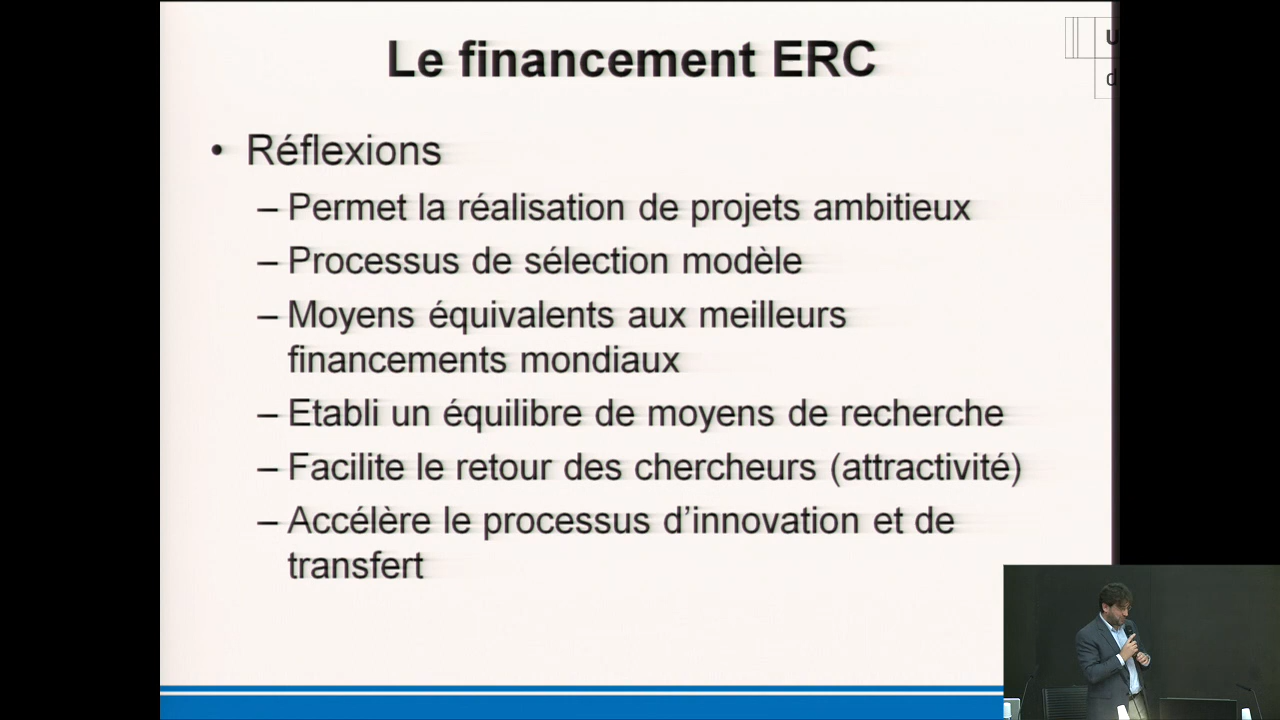 Le financement ERC
• Réflexions
– Permet la réalisation de projets ambitieux
– Processus de sélection modèle
– Moyens équivalents aux meilleurs
financements mondiaux
– Etabli un équilibre de moyens de recherche
– Facilite le retour des chercheurs (attractivité)
– Accélère le processus d’innovation et de
transfert